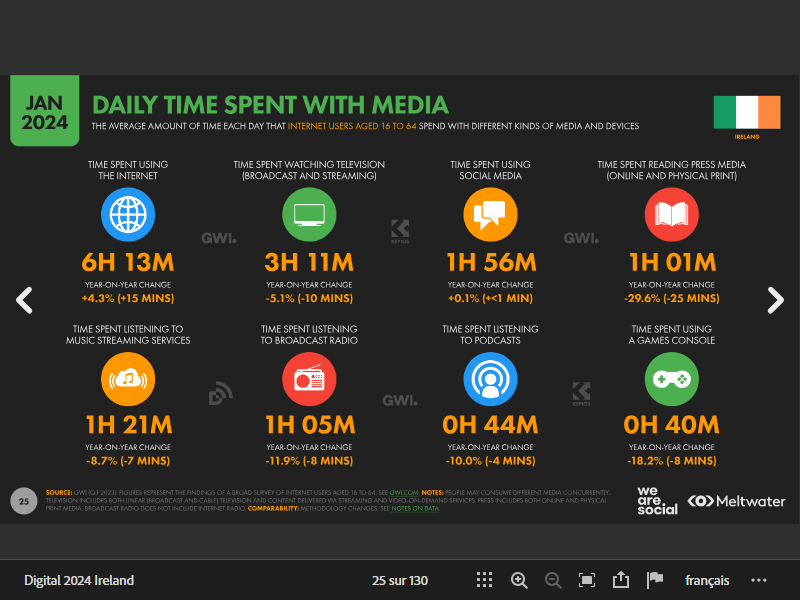 JAN
2024
DAILY TIME SPENT WITH MEDIA
THE AVERAGE AMOUNT OF TIME EACH DAY THAT INTERNET USERS AGED 16 TO 64 SPEND WITH DIFFERENT KINDS OF MEDIA AND DEVICES
IRELAND
TIME SPENT USING
THE INTERNET
6H 13M
YEAR-ON-YEAR CHANGE
+4.3% (+15 MINS)
TIME SPENT WATCHING TELEVISION
(BROADCAST AND STREAMING)
3H 11M
YEAR-ON-YEAR CHANGE
-5.1% (-10 MINS)
TIME SPENT USING
SOCIAL MEDIA
1H 56M
YEAR-ON-YEAR CHANGE
+0.1% (+<1 MIN)
TIME SPENT READING PRESS MEDIA
(ONLINE AND PHYSICAL PRINT)
1H 01M
YEAR-ON-YEAR CHANGE
-29.6% (-25 MINS)
GWI.
KEPIOS
GWI.
TIME SPENT LISTENING TO
MUSIC STREAMING SERVICES
1H 21M
YEAR-ON-YEAR CHANGE
-8.7% (-7 MINS)
TIME SPENT LISTENING
TO BROADCAST RADIO
1H 05M
YEAR-ON-YEAR CHANGE
-11.9% (-8 MINS)
TIME SPENT LISTENING
TO PODCASTS
0H 44M
YEAR-ON-YEAR CHANGE
-10.0% (-4 MINS)
TIME SPENT USING
A GAMES CONSOLE
0H 40M
YEAR-ON-YEAR CHANGE
-18.2% (-8 MINS)
GWI.
KEPIOS
25
SOURCE: GWI (Q3 2023). FIGURES REPRESENT THE FINDINGS OF A BROAD SURVEY OF INTERNET USERS AGED 16 TO 64. SEE GWI.COM. NOTES: PEOPLE MAY CONSUME DIFFERENT MEDIA CONCURRENTLY.
TELEVISION INCLUDES BOTH LINEAR (BROADCAST AND CABLE) TELEVISION AND CONTENT DELIVERED VIA STREAMING AND VIDEO-ON-DEMAND SERVICES. PRESS INCLUDES BOTH ONLINE AND PHYSICAL
PRINT MEDIA. BROADCAST RADIO DOES NOT INCLUDE INTERNET RADIO. COMPARABILITY: METHODOLOGY CHANGES. SEE NOTES ON DATA.
we
are.
social
Meltwater
Digital 2024 Ireland
25 sur 130
français